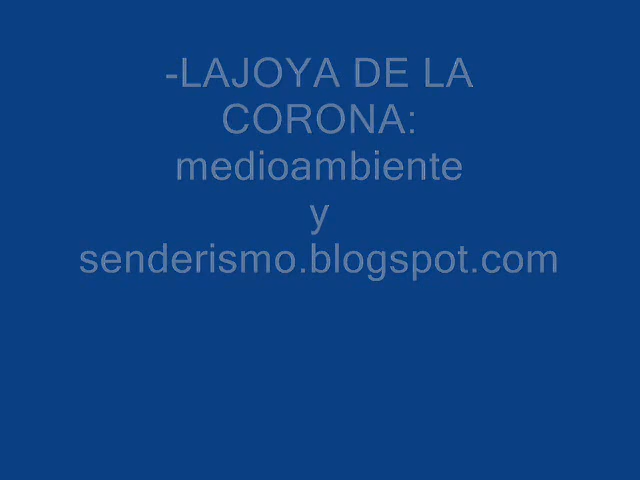 -LAJOYA DE LA
CORONA:
medioambiente
y
senderismo.blogspot.com